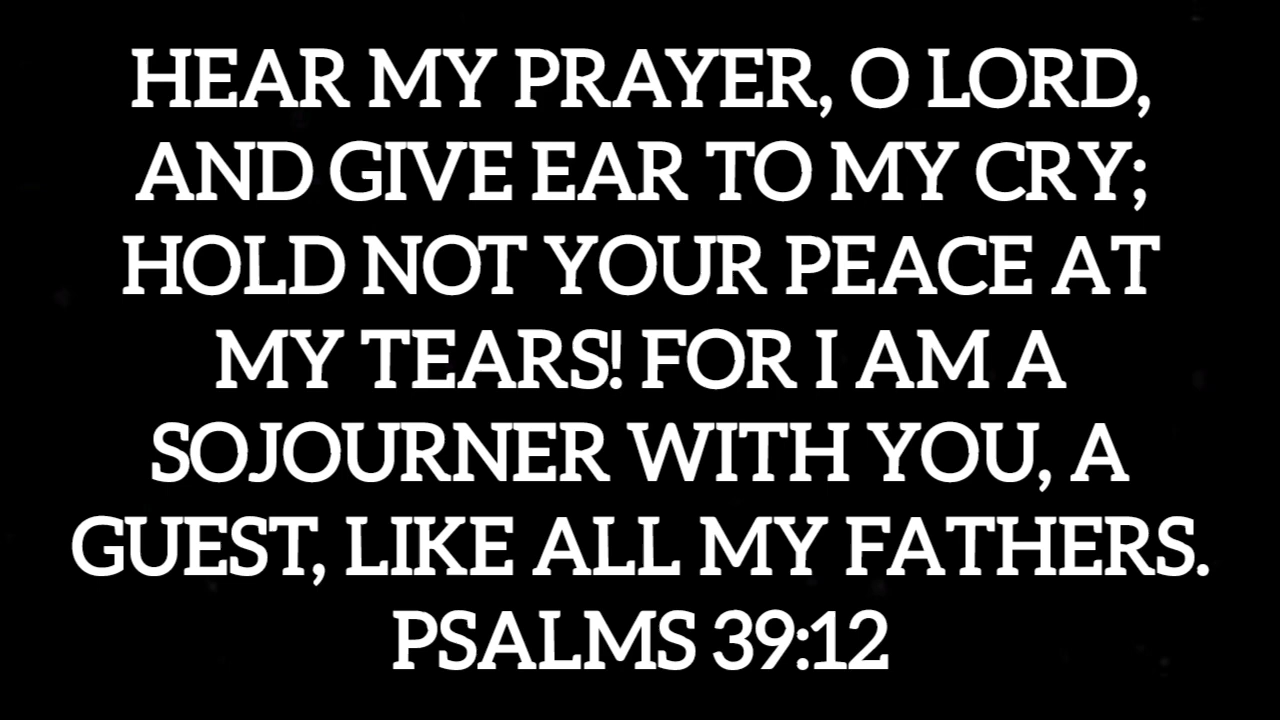 HEAR MY PRAYER, O LORD,
AND GIVE EAR TO MY CRY;
HOLD NOT YOUR PEACE AT
MY TEARS! FOR I AM A
SOJOURNER WITH YOU, A
GUEST, LIKE ALL MY FATHERS.
PSALMS 39:12